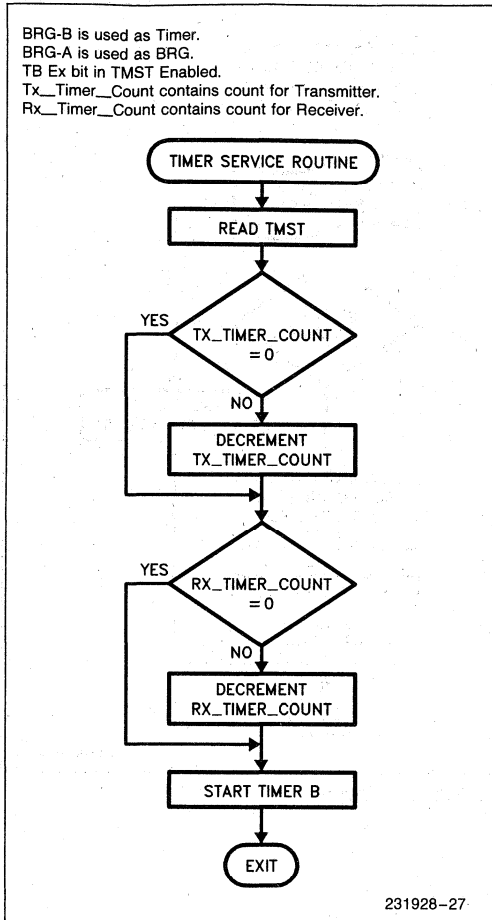 BRG-B is used as Timer.
BRG-A is used as BRG.
TB Ex bit in TMST Enabled.
Tx__Timer__Count contains count for Transmitter.
Rx__Timer__Count contains count for Receiver.
TIMER SERVICE ROUTINE
READ TMST
YES
TX_TIMER_COUNT
= 0
NO
DECREMENT
TX_TIMER_COUNT
YES
RX_TIMER_COUNT
= 0
NO
DECREMENT
RX_TIMER_COUNT
START TIMER B
EXIT
231928-27